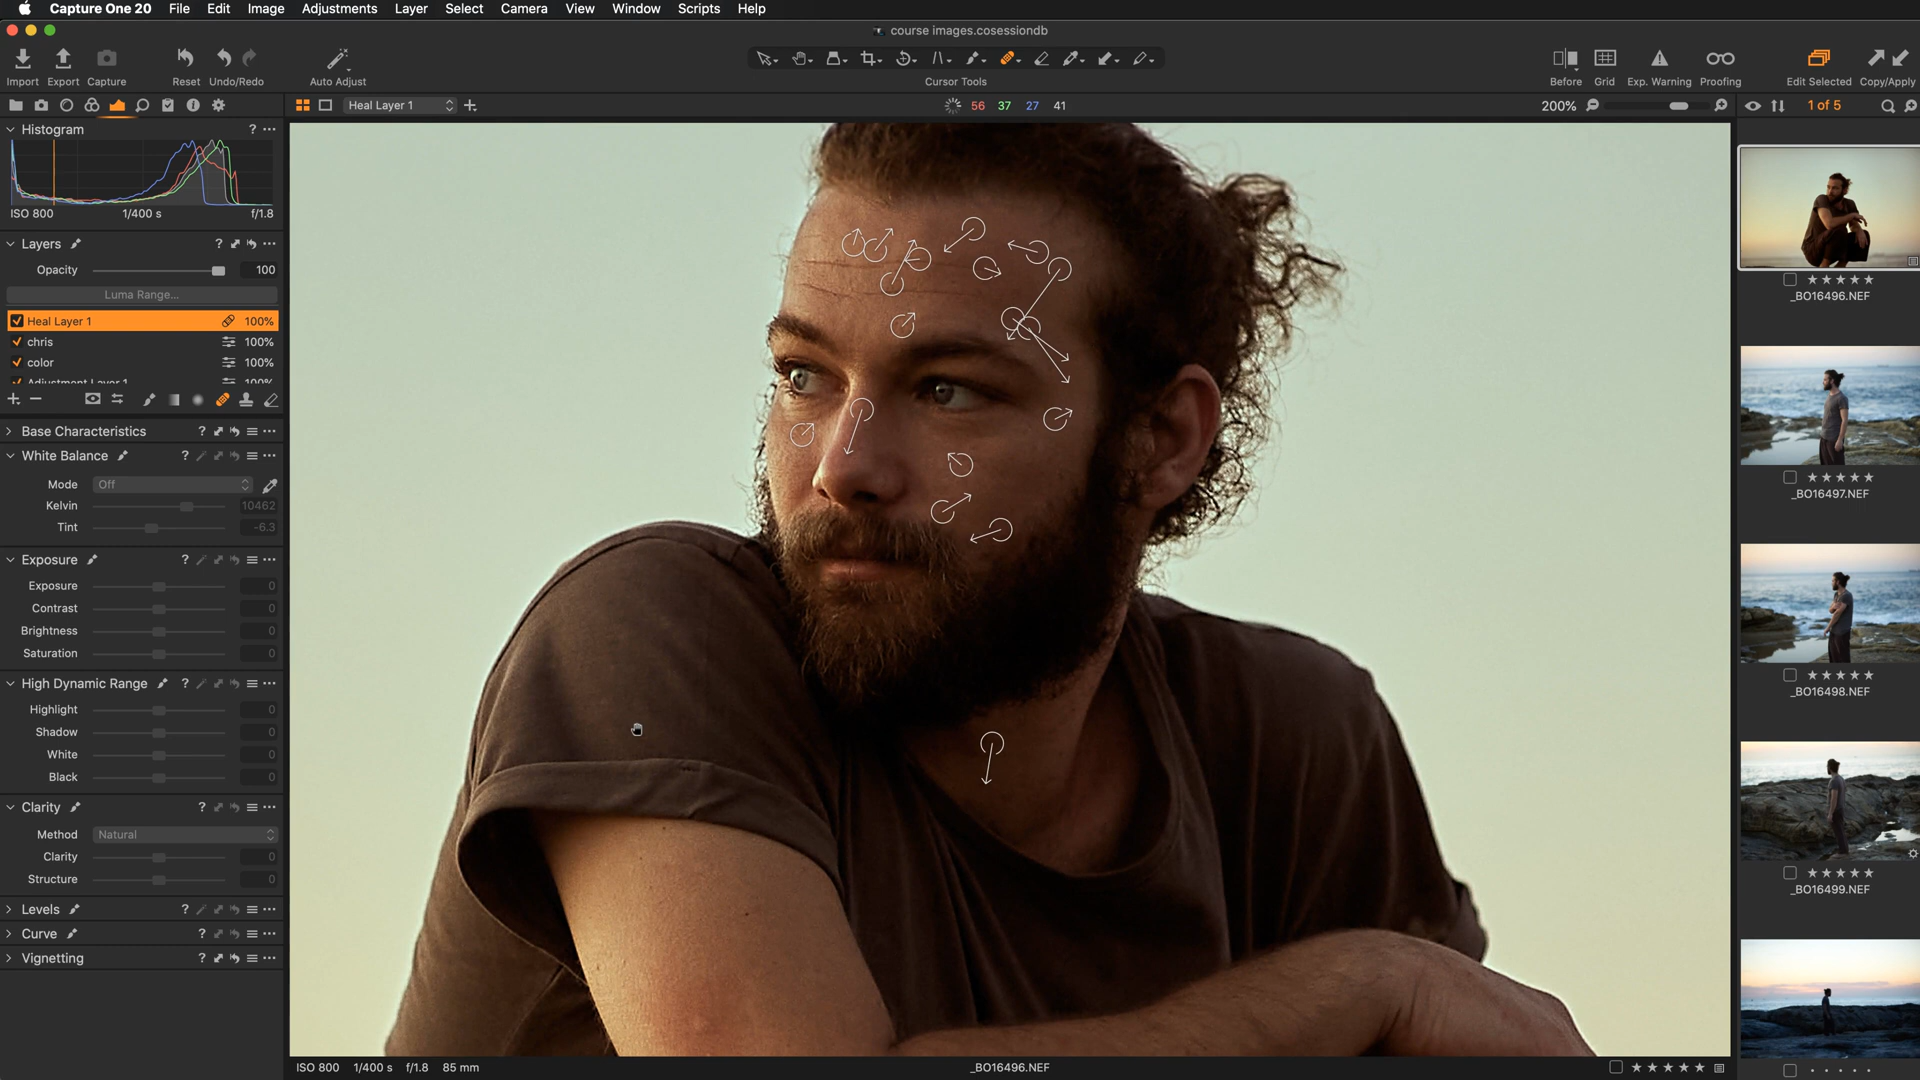 Capture One 20 File Edit Image Adjustments Layer Select Camera View Window Scripts Help
course images.cosessiondb
Import Export Capture Reset Undo/Redo Auto Adjust Cursor Tools Before Grid Exp. Warning Proofing Edit Selected Copy/Apply
Heal Layer 1 56 37 27 41 200% 1 of 5
Histogram ?
ISO 800 1/400 s f/1.8
Layers ?
Opacity 100
Luma Range...
Heal Layer 1 100%
chris 100%
color 100%
Adjustment Layer 1 100%
Base Characteristics ?
White Balance ?
Mode Off
Kelvin 10462
Tint -6.3
Exposure ?
Exposure 0
Contrast 0
Brightness 0
Saturation 0
High Dynamic Range ?
Highlight 0
Shadow 0
White 0
Black 0
Clarity ?
Method Natural
Clarity 0
Structure 0
Levels ?
Curve ?
Vignetting ?
_BO16496.NEF
_BO16497.NEF
_BO16498.NEF
_BO16499.NEF
ISO 800 1/400 s f/1.8 85 mm _BO16496.NEF